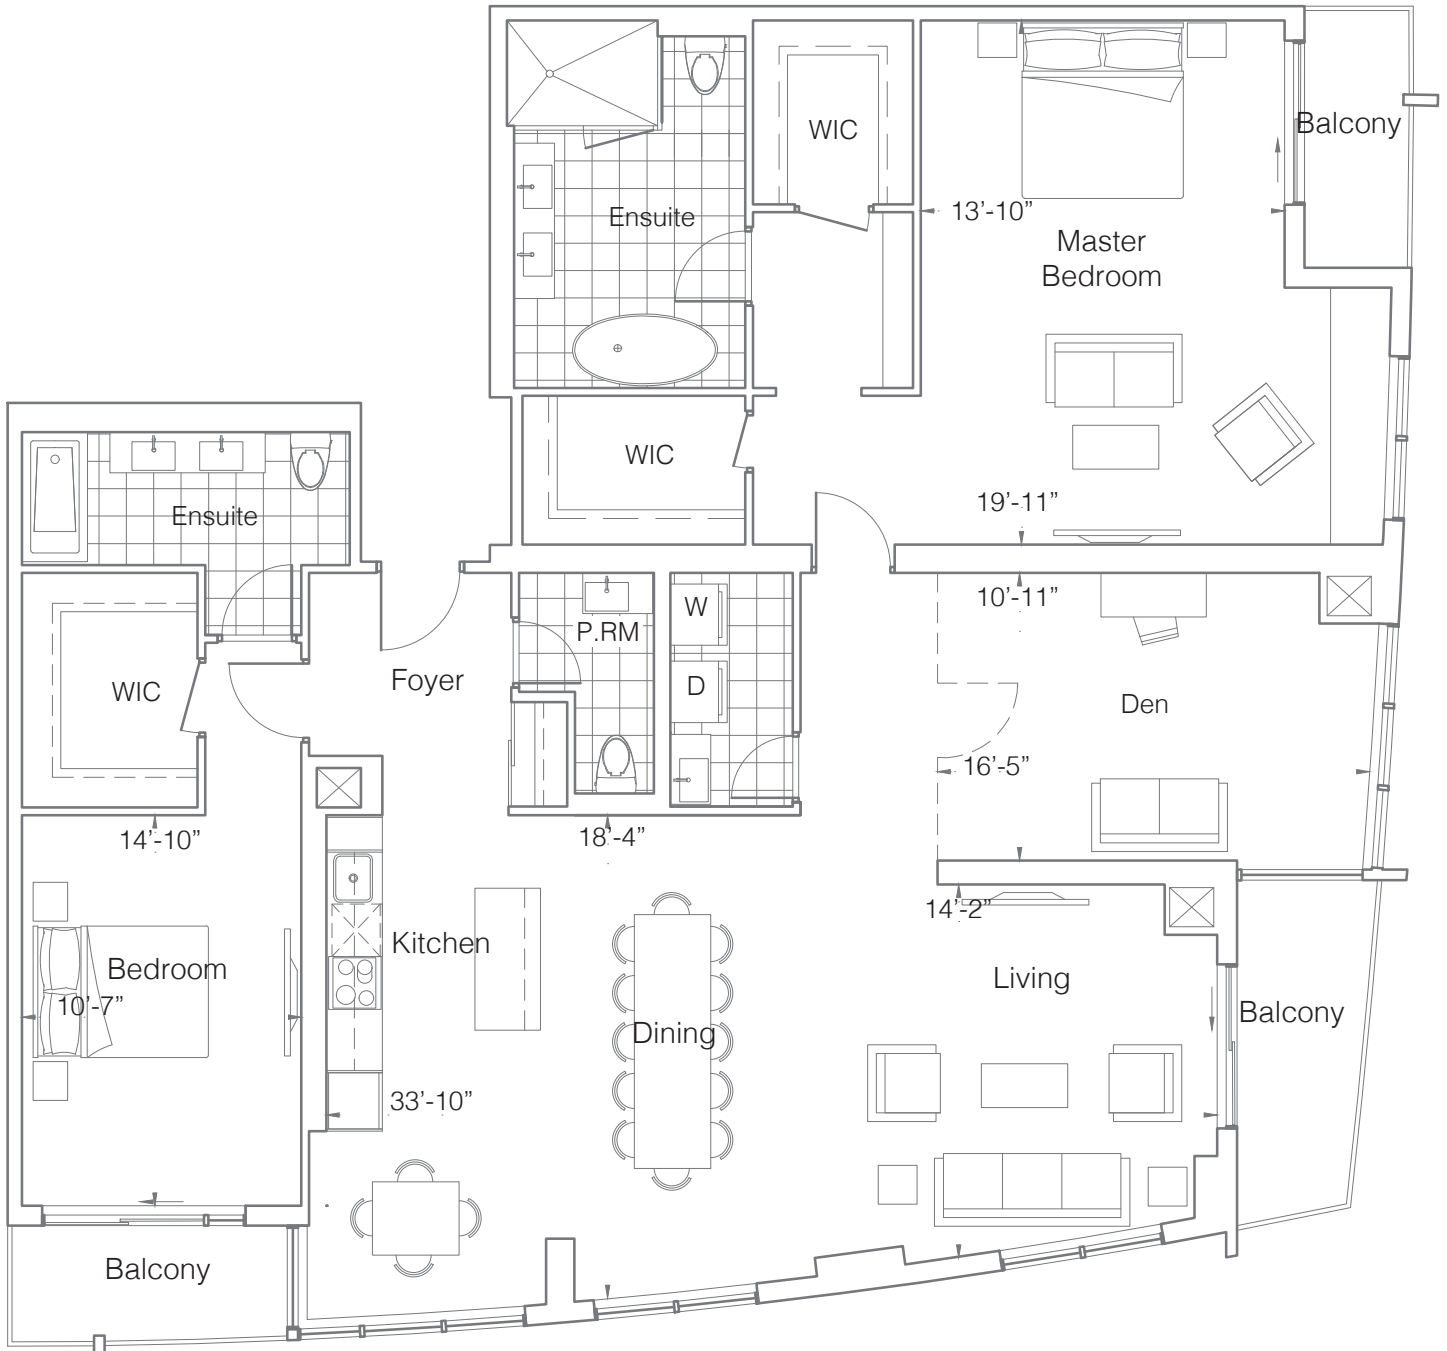 WIC
Balcony
Ensuite
13’-10”
Master
Bedroom
WIC
19’-11”
Ensuite
W
10’-11”
P.RM
Foyer
D
WIC
Den
16’-5”
14’-10”
18’-4”
14’-2”
Kitchen
Bedroom
Living
10’-7”
Balcony
Dining
33’-10”
Balcony